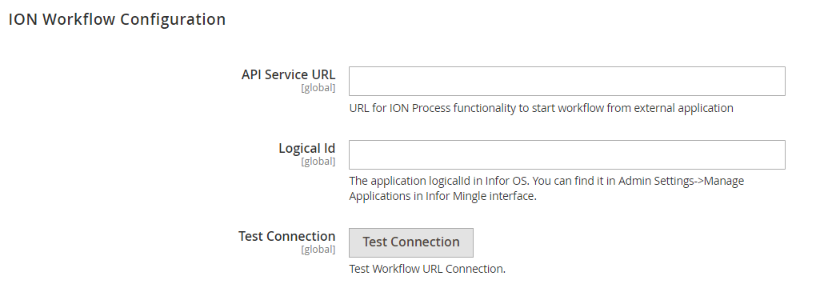 ION Workflow Configuration
API Service URL
[global]
URL for ION Process functionality to start workflow from external application
Logical Id
[global]
The application logicalId in Infor OS. You can find it in Admin Settings->Manage
Applications in Infor Mingle interface.
Test Connection
[global]
Test Connection
Test Workflow URL Connection.